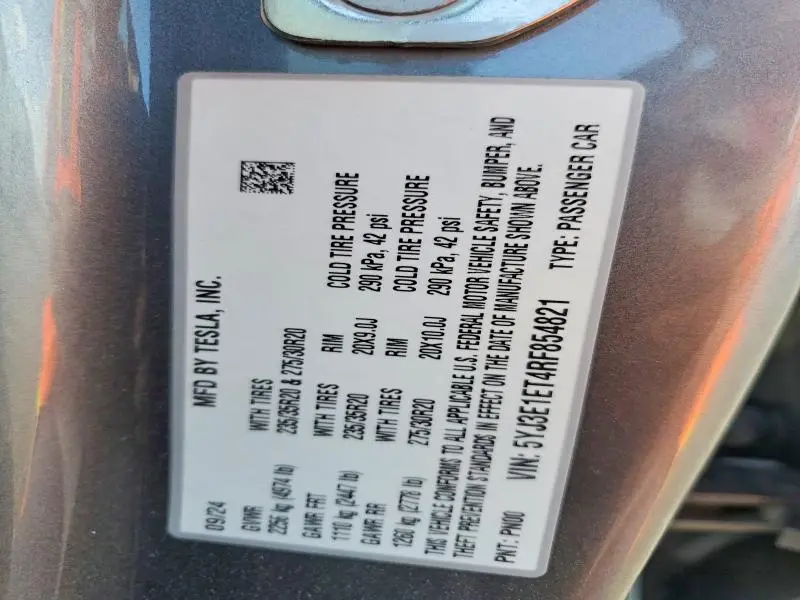 MFD BY TESLA, INC.
09/24
GVWR WITH TIRES
2256 kg (4974 lb) 235/35R20 & 275/30R20
GAWR FRT WITH TIRES RIM COLD TIRE PRESSURE
1110 kg (2447 lb) 235/35R20 20X9.0J 290 kPa, 42 psi
GAWR RR WITH TIRES RIM COLD TIRE PRESSURE
1260 kg (2778 lb) 275/30R20 20X10.0J 290 kPa, 42 psi
THIS VEHICLE CONFORMS TO ALL APPLICABLE U.S. FEDERAL MOTOR VEHICLE SAFETY, BUMPER, AND
THEFT PREVENTION STANDARDS IN EFFECT ON THE DATE OF MANUFACTURE SHOWN ABOVE.
PNT: PN00 VIN: 5YJ3E1ET4RF854821 TYPE: PASSENGER CAR